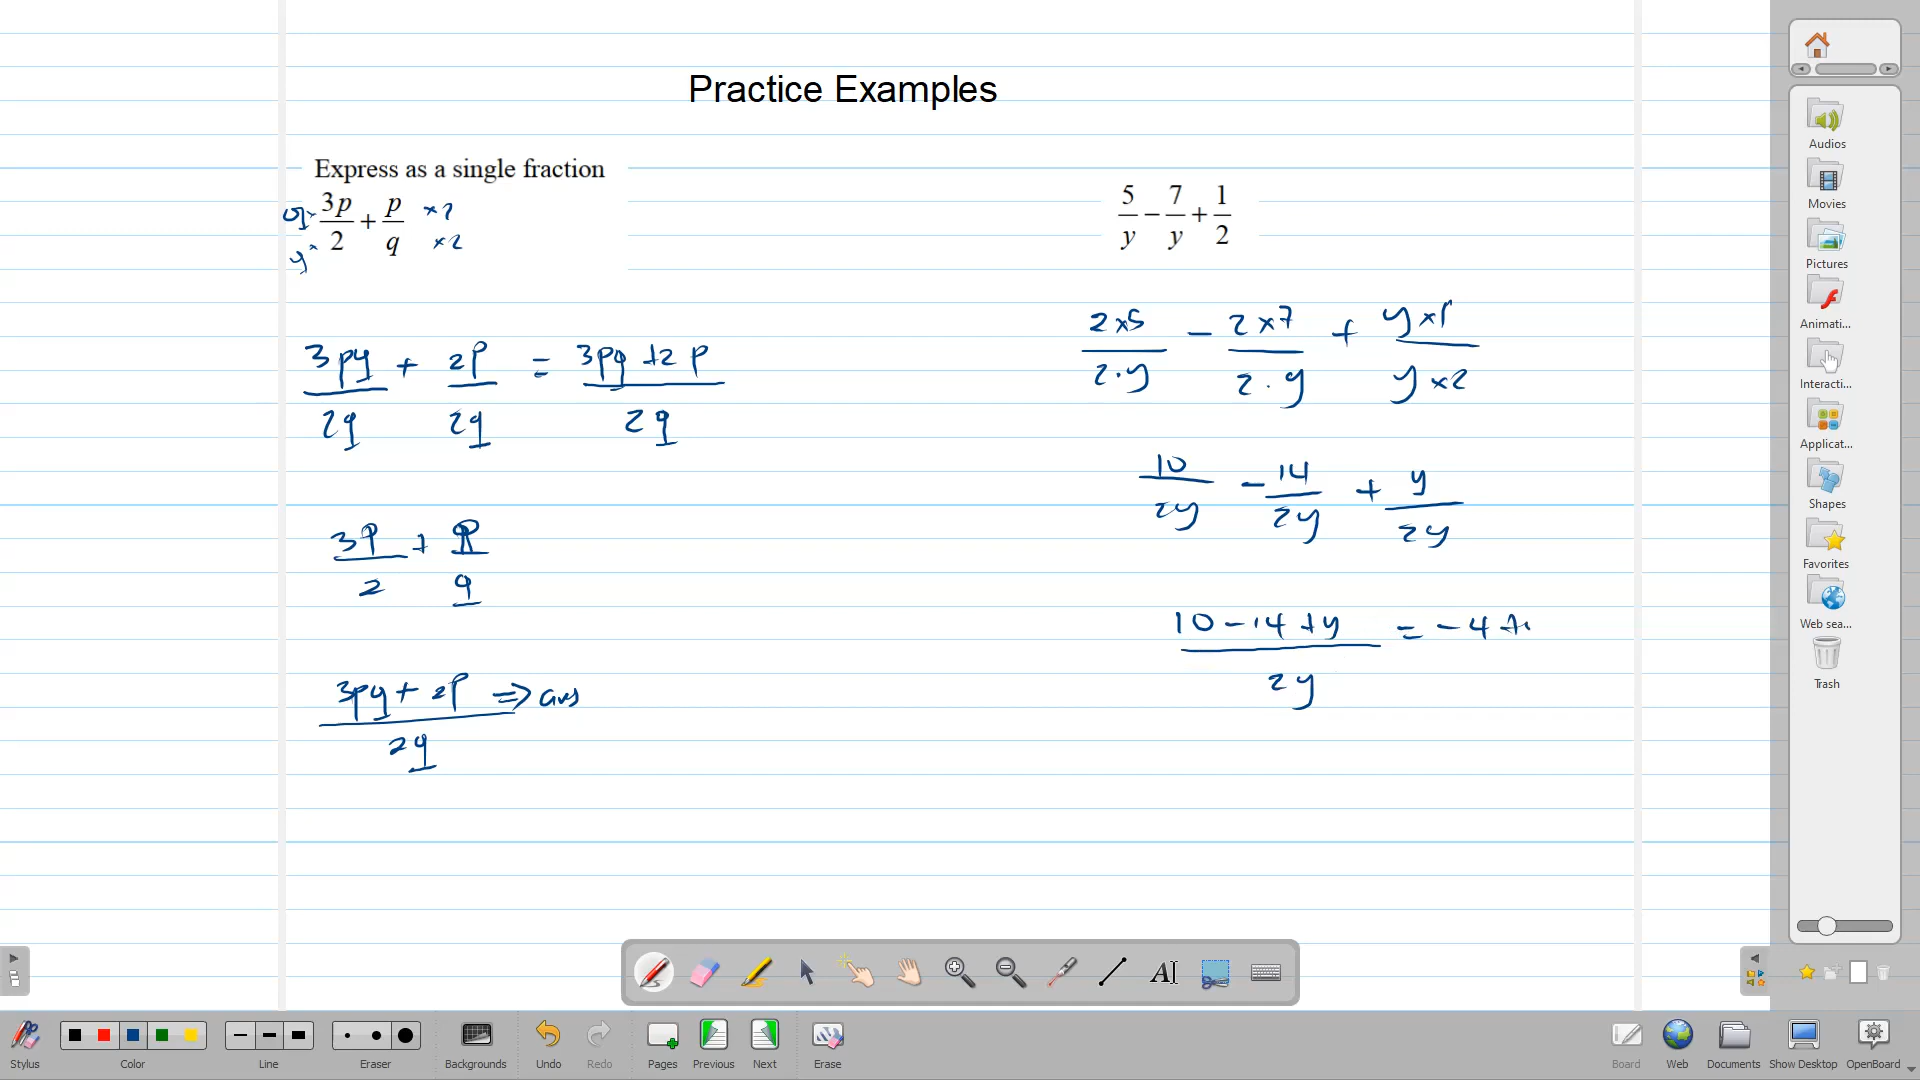 Practice Examples
Express as a single fraction
3p/2 + p/q ×2
×2
3pq/2q + 2p/2q = 3pq + 2p/2q
3p/2 + p/q
3pq + 2p/2q ⇒ ans
5/y − 7/y + 1/2
2×5/2·y − 2×7/2·y + y×1/y×2
10/2y − 14/2y + y/2y
10 − 14 + y/2y = −4 +
Audios
Movies
Pictures
Animati...
Interacti...
Applicat...
Shapes
Favorites
Web sea...
Trash
Stylus
Color
Line
Eraser
Backgrounds
Undo
Redo
Pages
Previous
Next
Erase
Board
Web
Documents
Show Desktop
OpenBoard